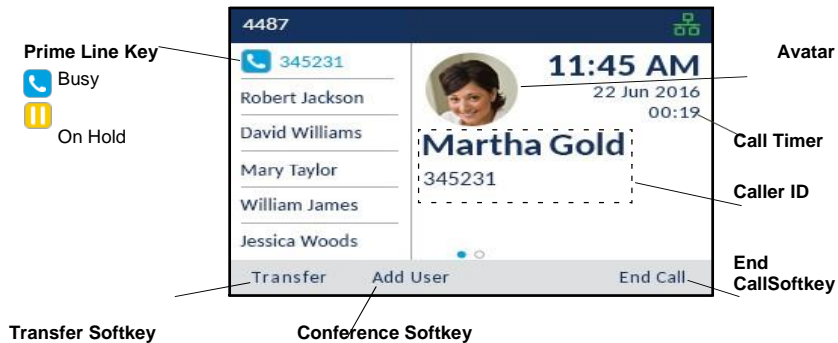 4487
Prime Line Key
Busy
On Hold
345231
Robert Jackson
David Williams
Mary Taylor
William James
Jessica Woods
11:45 AM
22 Jun 2016
00:19
Martha Gold
345231
Avatar
Call Timer
Caller ID
End
CallSoftkey
Transfer
Add User
End Call
Transfer Softkey
Conference Softkey